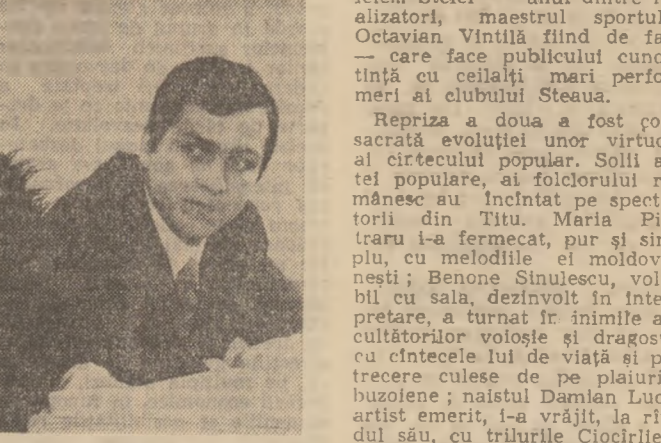 alizatori, maestrul sportul
Octavian Vintilă fiind de fa
— care face publicului cuno
tință cu ceilalți mari perfo
meri ai clubului Steaua.
Repriza a doua a fost co
sacrată evoluției unor virtuo
ai cîntecului popular. Solii a
tei populare, ai folclorului r
mânesc au încîntat pe spect
torii din Titu. Maria Pi
traru i-a fermecat, pur și sim
plu, cu melodiile ei moldov
nești ; Benone Sinulescu, vol
bil cu sala, dezinvolt în inte
pretare, a turnat în inimile a
cultătorilor voioșie și dragos
cu cîntecele lui de viață și p
trecere culese de pe plaiuri
buzoiene ; naistul Damian Luc
artist emerit, i-a vrăjit, la rî
dul său, cu trilurile Ciocîrlie